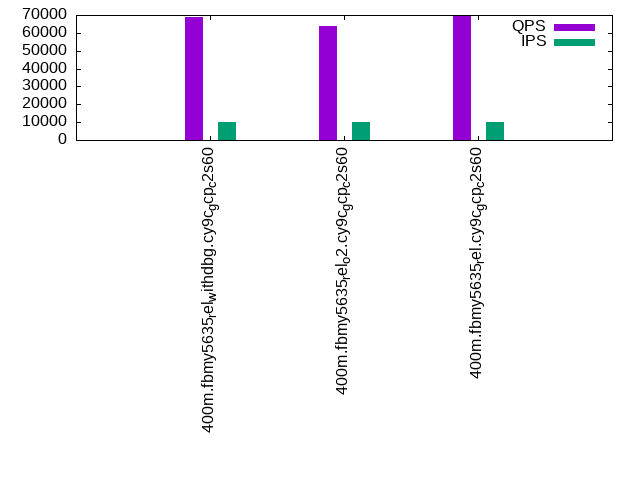 70000
60000
50000
40000
30000
20000
10000
0
QPS
IPS
400m.fbmy5635relwithdbg.cy9cgcpc2s60
400m.fbmy5635relo2.cy9cgcpc2s60
400m.fbmy5635rel.cy9cgcpc2s60